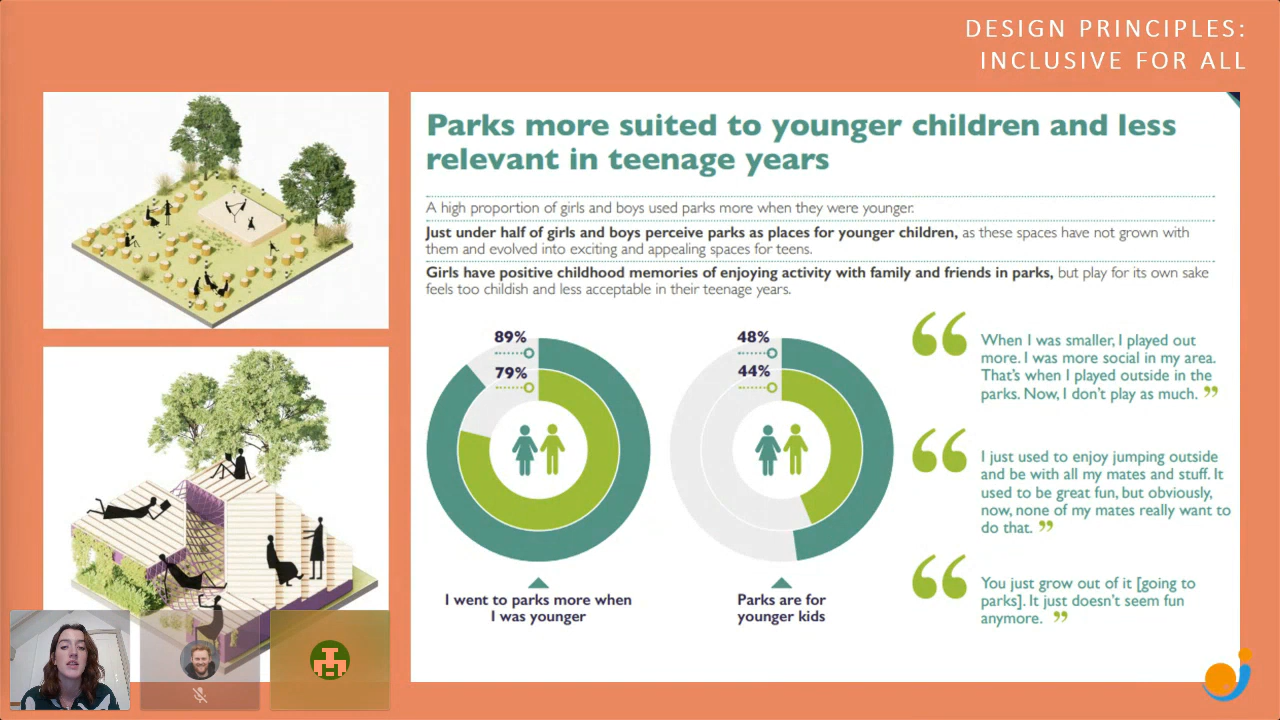 DESIGN PRINCIPLES:
INCLUSIVE FOR ALL
Parks more suited to younger children and less
relevant in teenage years
A high proportion of girls and boys used parks more when they were younger.
Just under half of girls and boys perceive parks as places for younger children, as these spaces have not grown with
them and evolved into exciting and appealing spaces for teens.
Girls have positive childhood memories of enjoying activity with family and friends in parks, but play for its own sake
feels too childish and less acceptable in their teenage years.
89%
79%
I went to parks more when
I was younger
48%
44%
Parks are for
younger kids
“ When I was smaller, I played out
more. I was more social in my area.
That’s when I played outside in the
parks. Now, I don’t play as much. ”
“ I just used to enjoy jumping outside
and be with all my mates and stuff. It
used to be great fun, but obviously,
now, none of my mates really want to
do that. ”
“ You just grow out of it [going to
parks]. It just doesn’t seem fun
anymore. ”